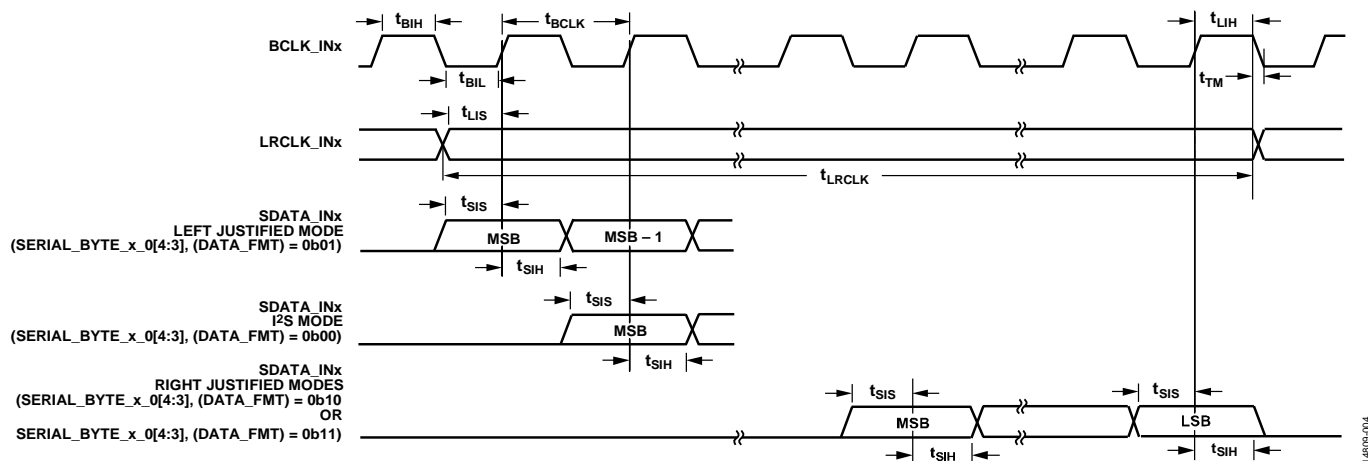 tBIH
tBCLK
tLIH
BCLK_INx
tBIL
tTM
tLIS
LRCLK_INx
tLRCLK
tSIS
SDATA_INx
LEFT JUSTIFIED MODE
(SERIAL_BYTE_x_0[4:3], (DATA_FMT) = 0b01)
MSB
MSB – 1
tSIH
tSIS
SDATA_INx
I2S MODE
(SERIAL_BYTE_x_0[4:3], (DATA_FMT) = 0b00)
MSB
tSIH
SDATA_INx
RIGHT JUSTIFIED MODES
(SERIAL_BYTE_x_0[4:3], (DATA_FMT) = 0b10
OR
SERIAL_BYTE_x_0[4:3], (DATA_FMT) = 0b11)
tSIS
tSIS
MSB
LSB
tSIH
tSIH
14809-004